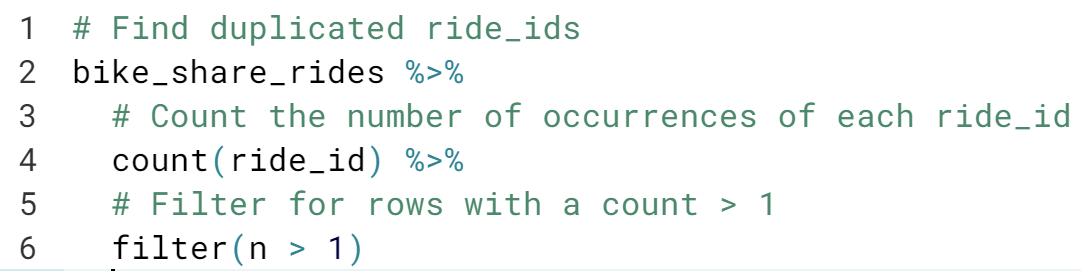 1 # Find duplicated ride_ids
2 bike_share_rides %>%
3   # Count the number of occurrences of each ride_id
4   count(ride_id) %>%
5   # Filter for rows with a count > 1
6   filter(n > 1)